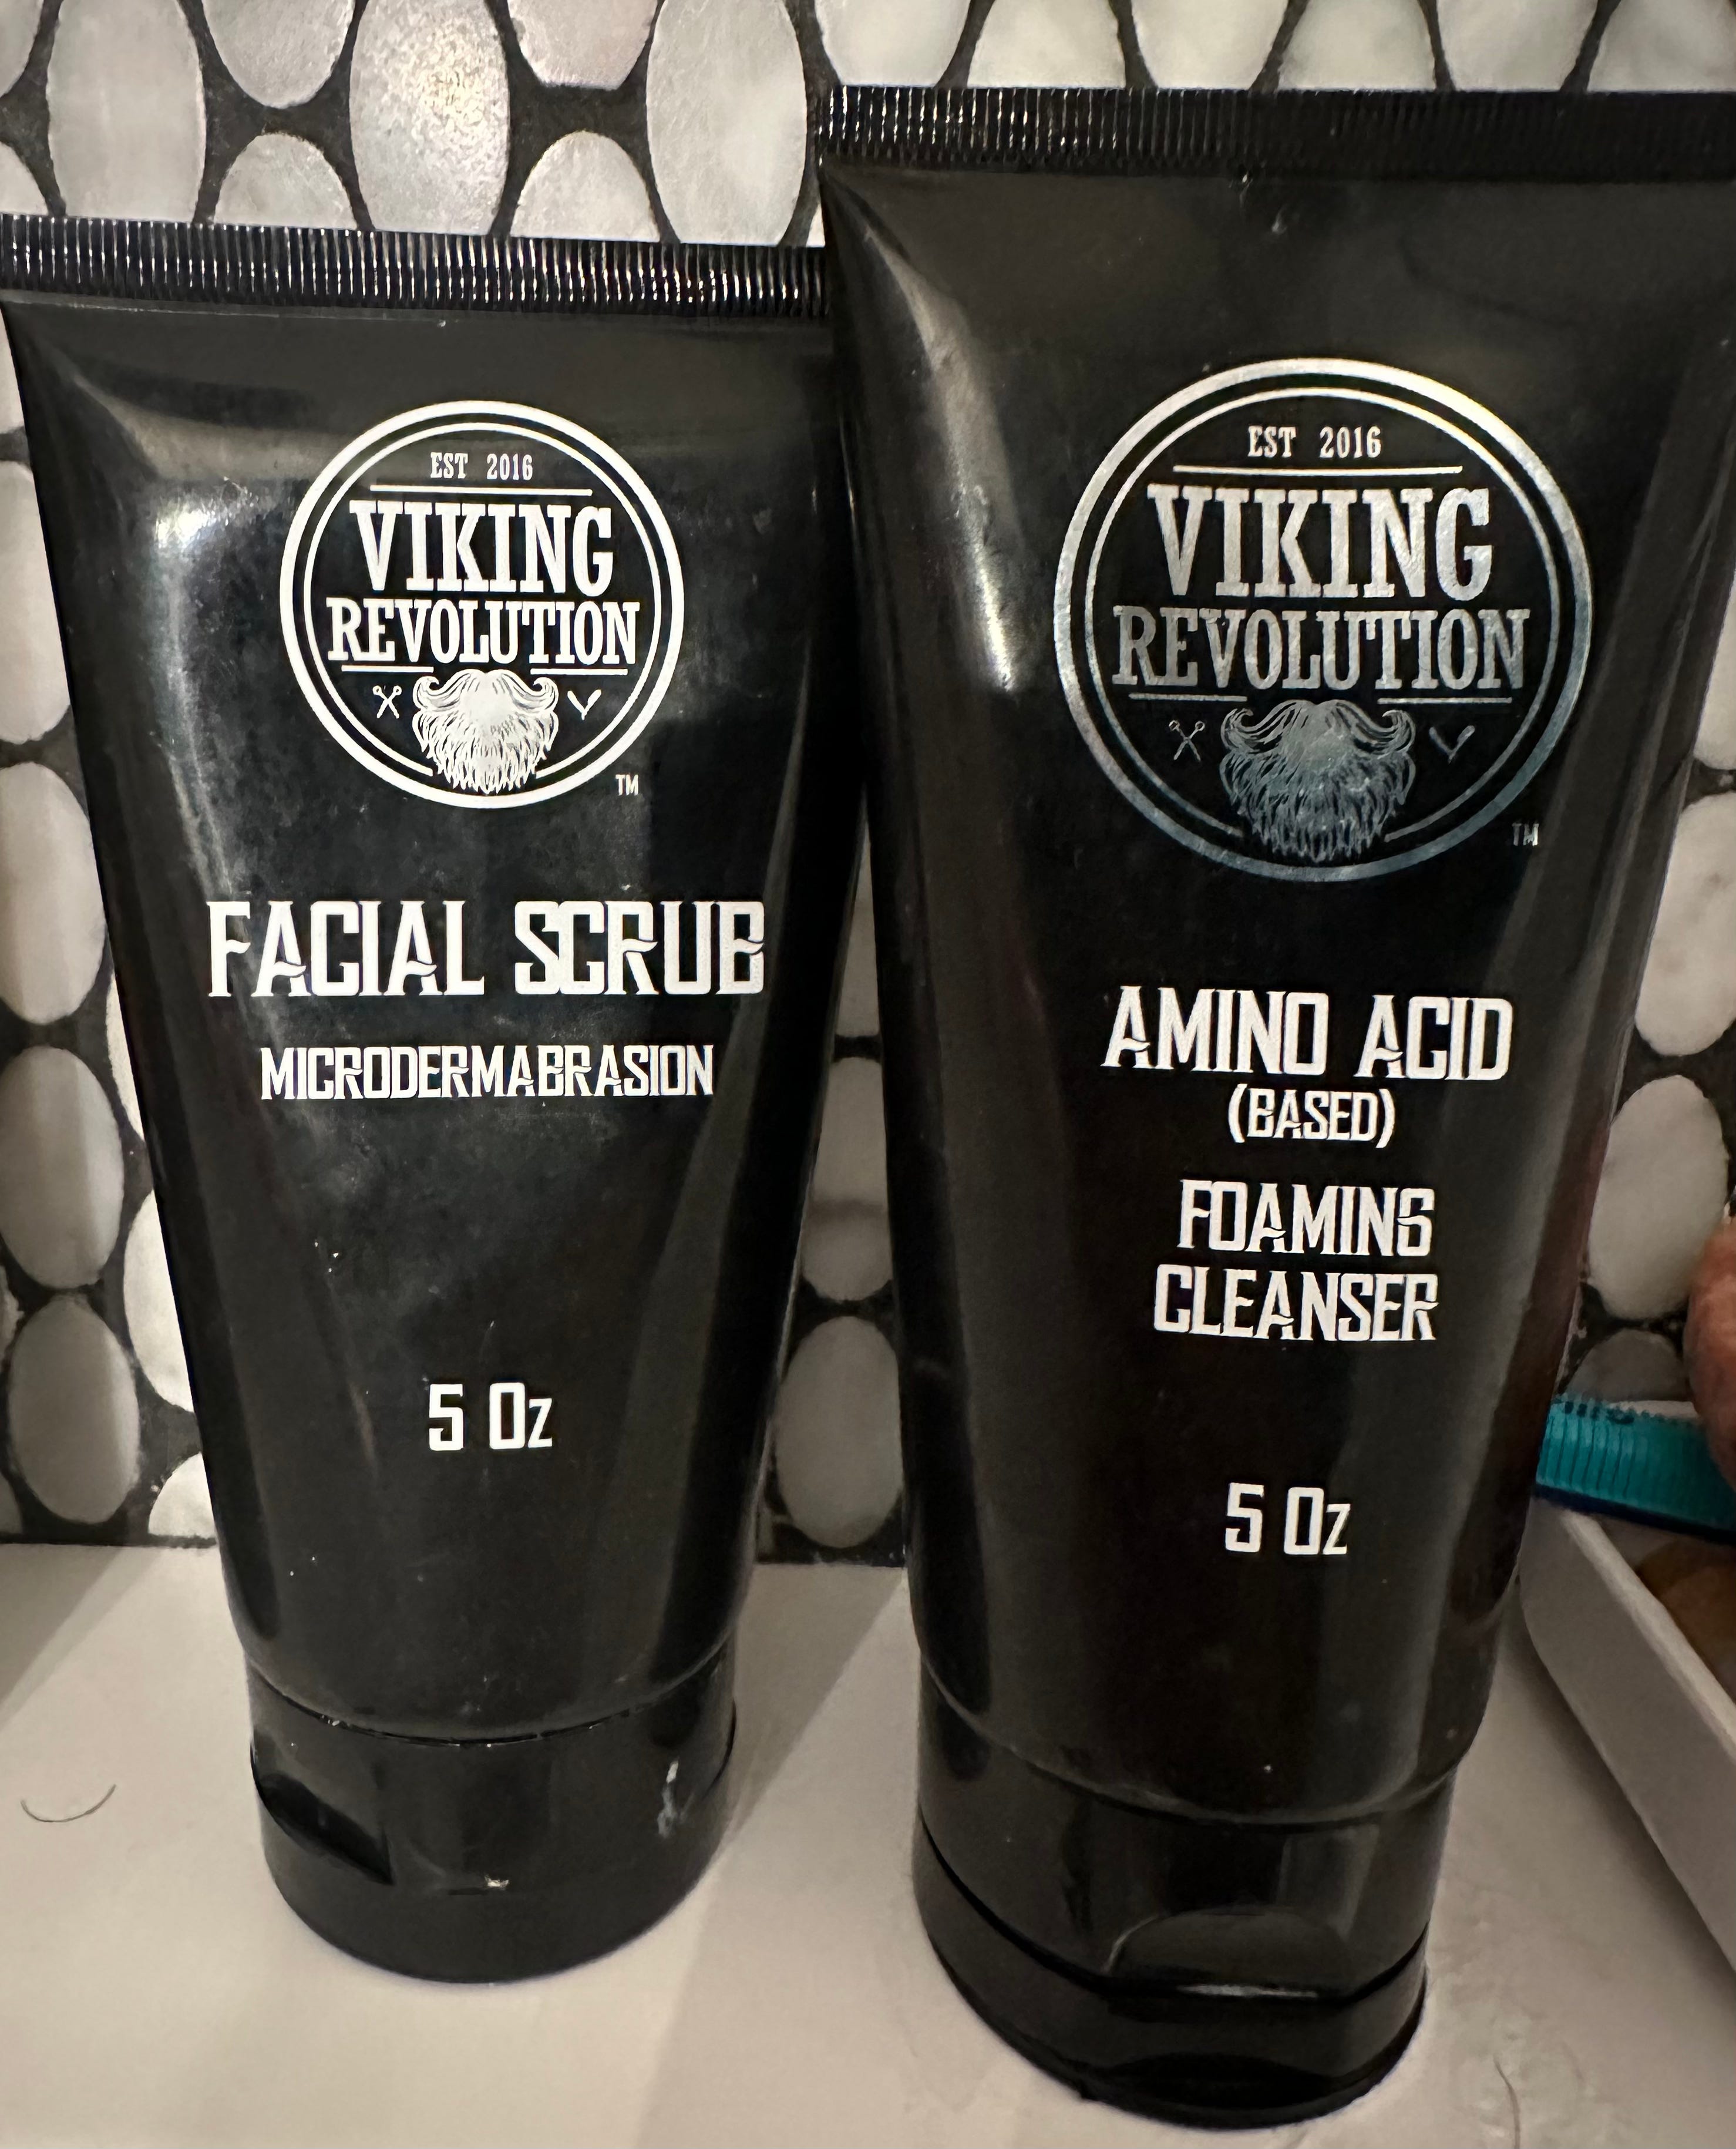 EST 2016
VIKING
REVOLUTION
TM
FACIAL SCRUB
MICRODERMABRASION
5 Oz
EST 2016
VIKING
REVOLUTION
TM
AMINO ACID
(BASED)
FOAMING
CLEANSER
5 Oz